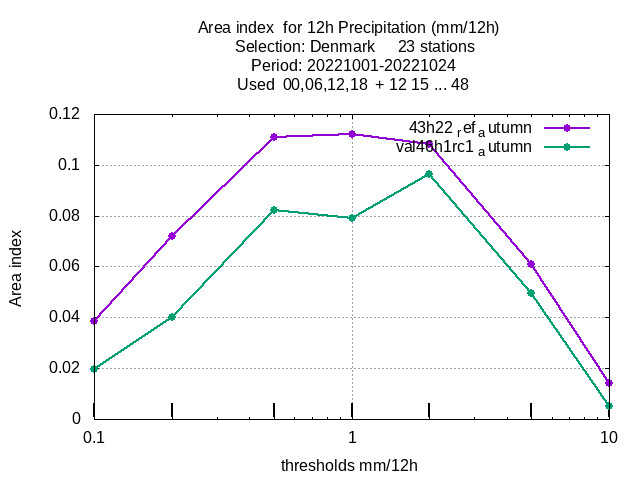 Area index  for 12h Precipitation (mm/12h)
Selection: Denmark     23 stations
Period: 20221001-20221024
Used  00,06,12,18  + 12 15 ... 48
43h22_ref_autumn
val46h1rc1_autumn
0.12
0.1
0.08
0.06
0.04
0.02
0
Area index
0.1 1 10
thresholds mm/12h